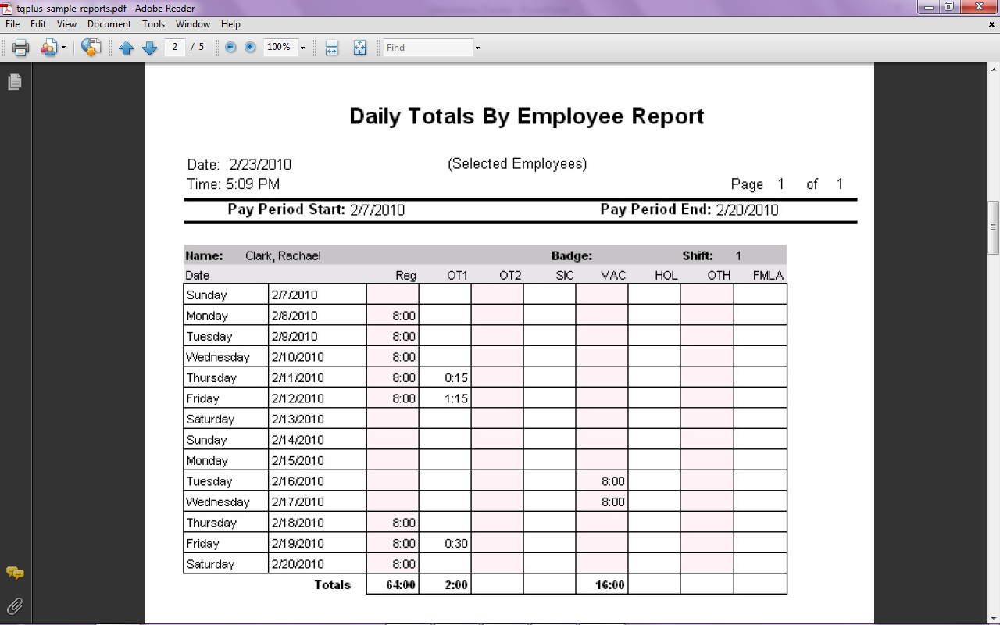 tqplus-sample-reports.pdf - Adobe Reader
File Edit View Document Tools Window Help
2 / 5 100% Find
Daily Totals By Employee Report
Date: 2/23/2010 (Selected Employees)
Time: 5:09 PM Page 1 of 1
Pay Period Start: 2/7/2010 Pay Period End: 2/20/2010
Name: Clark, Rachael Badge: Shift: 1
Date Reg OT1 OT2 SIC VAC HOL OTH FMLA
Sunday 2/7/2010
Monday 2/8/2010 8:00
Tuesday 2/9/2010 8:00
Wednesday 2/10/2010 8:00
Thursday 2/11/2010 8:00 0:15
Friday 2/12/2010 8:00 1:15
Saturday 2/13/2010
Sunday 2/14/2010
Monday 2/15/2010
Tuesday 2/16/2010 8:00
Wednesday 2/17/2010 8:00
Thursday 2/18/2010 8:00
Friday 2/19/2010 8:00 0:30
Saturday 2/20/2010 8:00
Totals 64:00 2:00 16:00